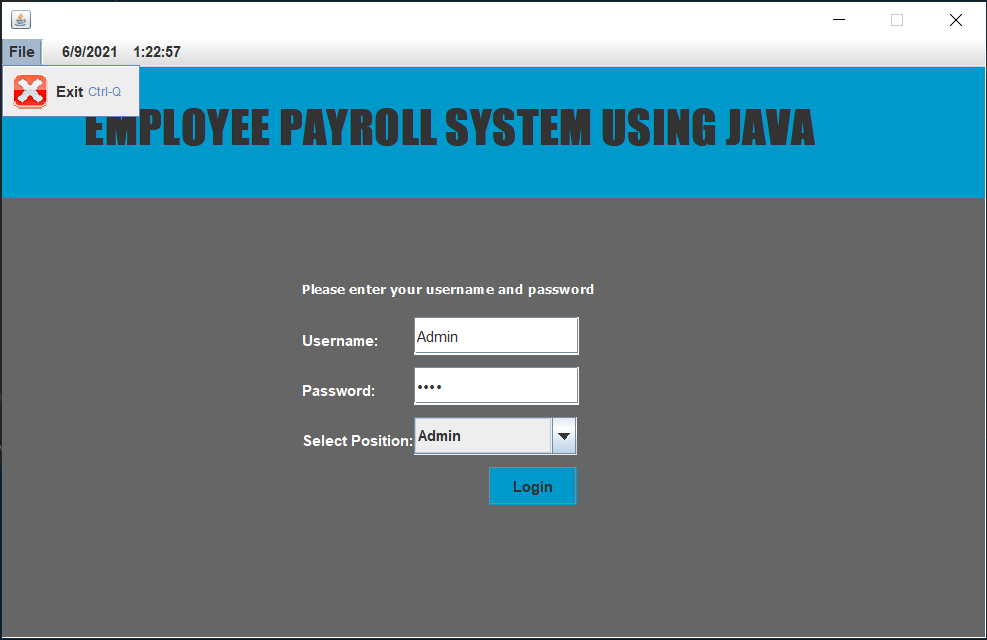 File 6/9/2021 1:22:57
Exit Ctrl-Q
EMPLOYEE PAYROLL SYSTEM USING JAVA
Please enter your username and password
Username: Admin
Password: ••••
Select Position: Admin
Login